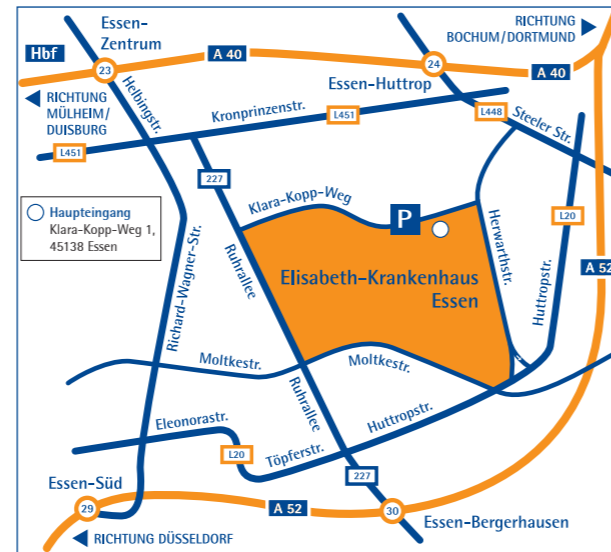 Essen-
Zentrum
RICHTUNG
BOCHUM/DORTMUND
Hbf
A 40
23
24
A 40
Essen-Huttrop
RICHTUNG
MÜLHEIM/
DUISBURG
Helbingstr.
Kronprinzenstr.
L451
L448
Steeler Str.
L451
227
Klara-Kopp-Weg
P
L20
Haupteingang
Klara-Kopp-Weg 1,
45138 Essen
Herwarthstr.
Ruhrallee
Richard-Wagner-Str.
Elisabeth-Krankenhaus
Essen
Huttropstr.
A 52
Moltkestr.
Moltkestr.
Ruhrallee
Eleonorastr.
Huttropstr.
L20
Töpferstr.
227
Essen-Süd
29
A 52
30
Essen-Bergerhausen
RICHTUNG DÜSSELDORF